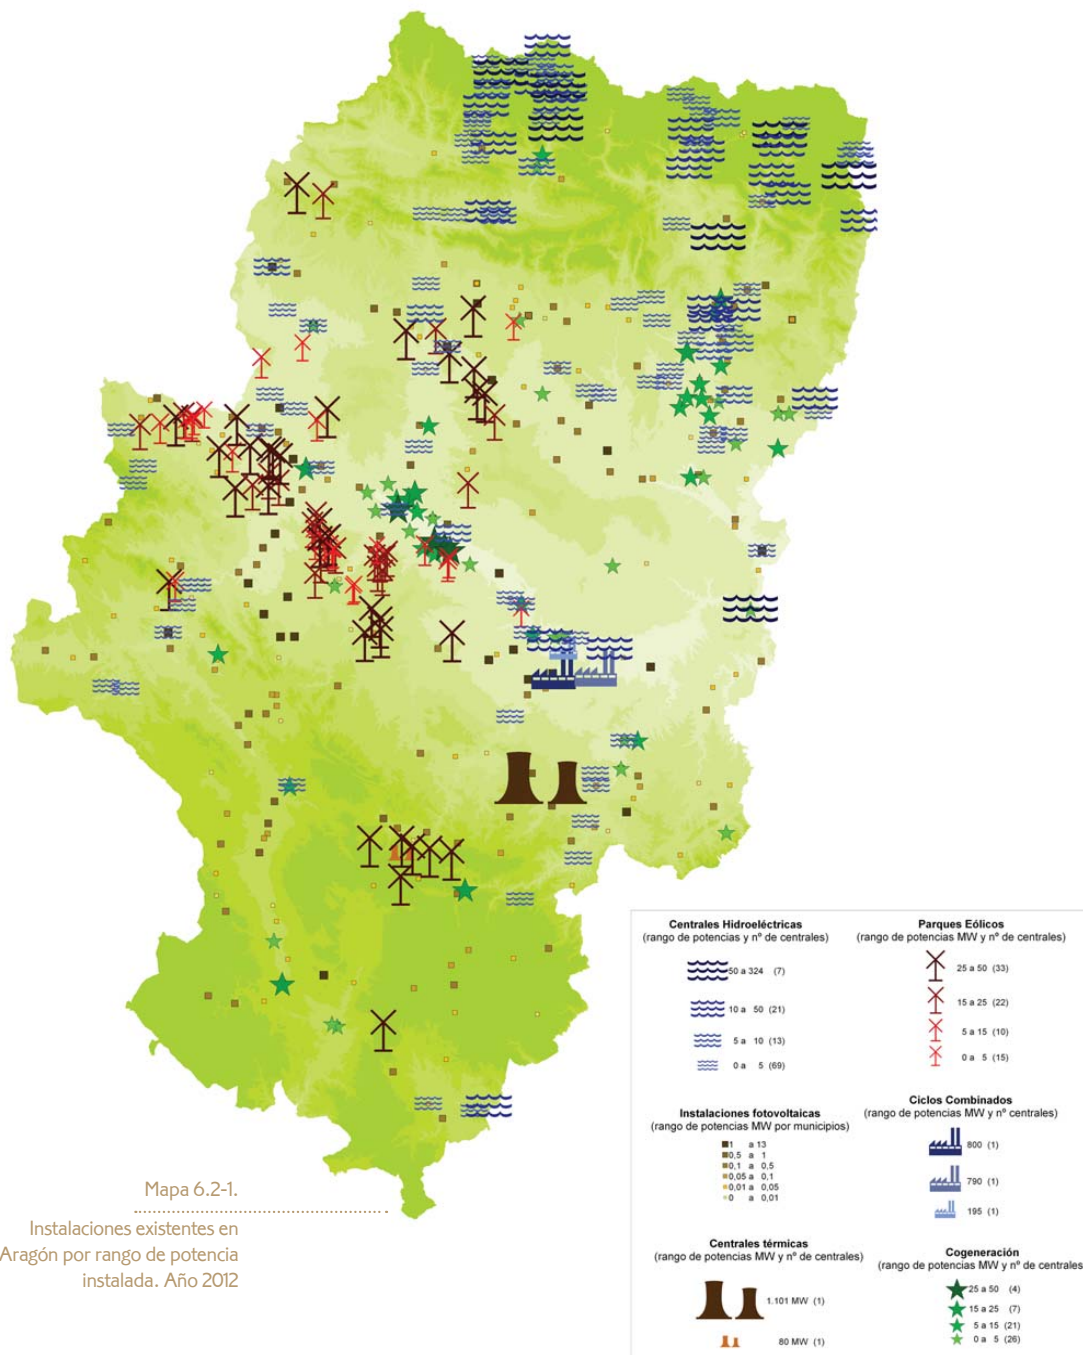 Mapa 6.2-1.
Instalaciones existentes en
Aragón por rango de potencia
instalada. Año 2012
Centrales Hidroeléctricas
(rango de potencias y nº de centrales)
50 a 324 (7)
10 a 50 (21)
5 a 10 (13)
0 a 5 (69)
Parques Eólicos
(rango de potencias MW y nº de centrales)
25 a 50 (33)
15 a 25 (22)
5 a 15 (10)
0 a 5 (15)
Instalaciones fotovoltaicas
(rango de potencias MW por municipios)
1 a 13
0,5 a 1
0,1 a 0,5
0,05 a 0,1
0,01 a 0,05
0 a 0,01
Ciclos Combinados
(rango de potencias MW y nº centrales)
800 (1)
790 (1)
195 (1)
Centrales térmicas
(rango de potencias MW y nº de centrales)
1.101 MW (1)
80 MW (1)
Cogeneración
(rango de potencias MW y nº de centrales
25 a 50 (4)
15 a 25 (7)
5 a 15 (21)
0 a 5 (26)